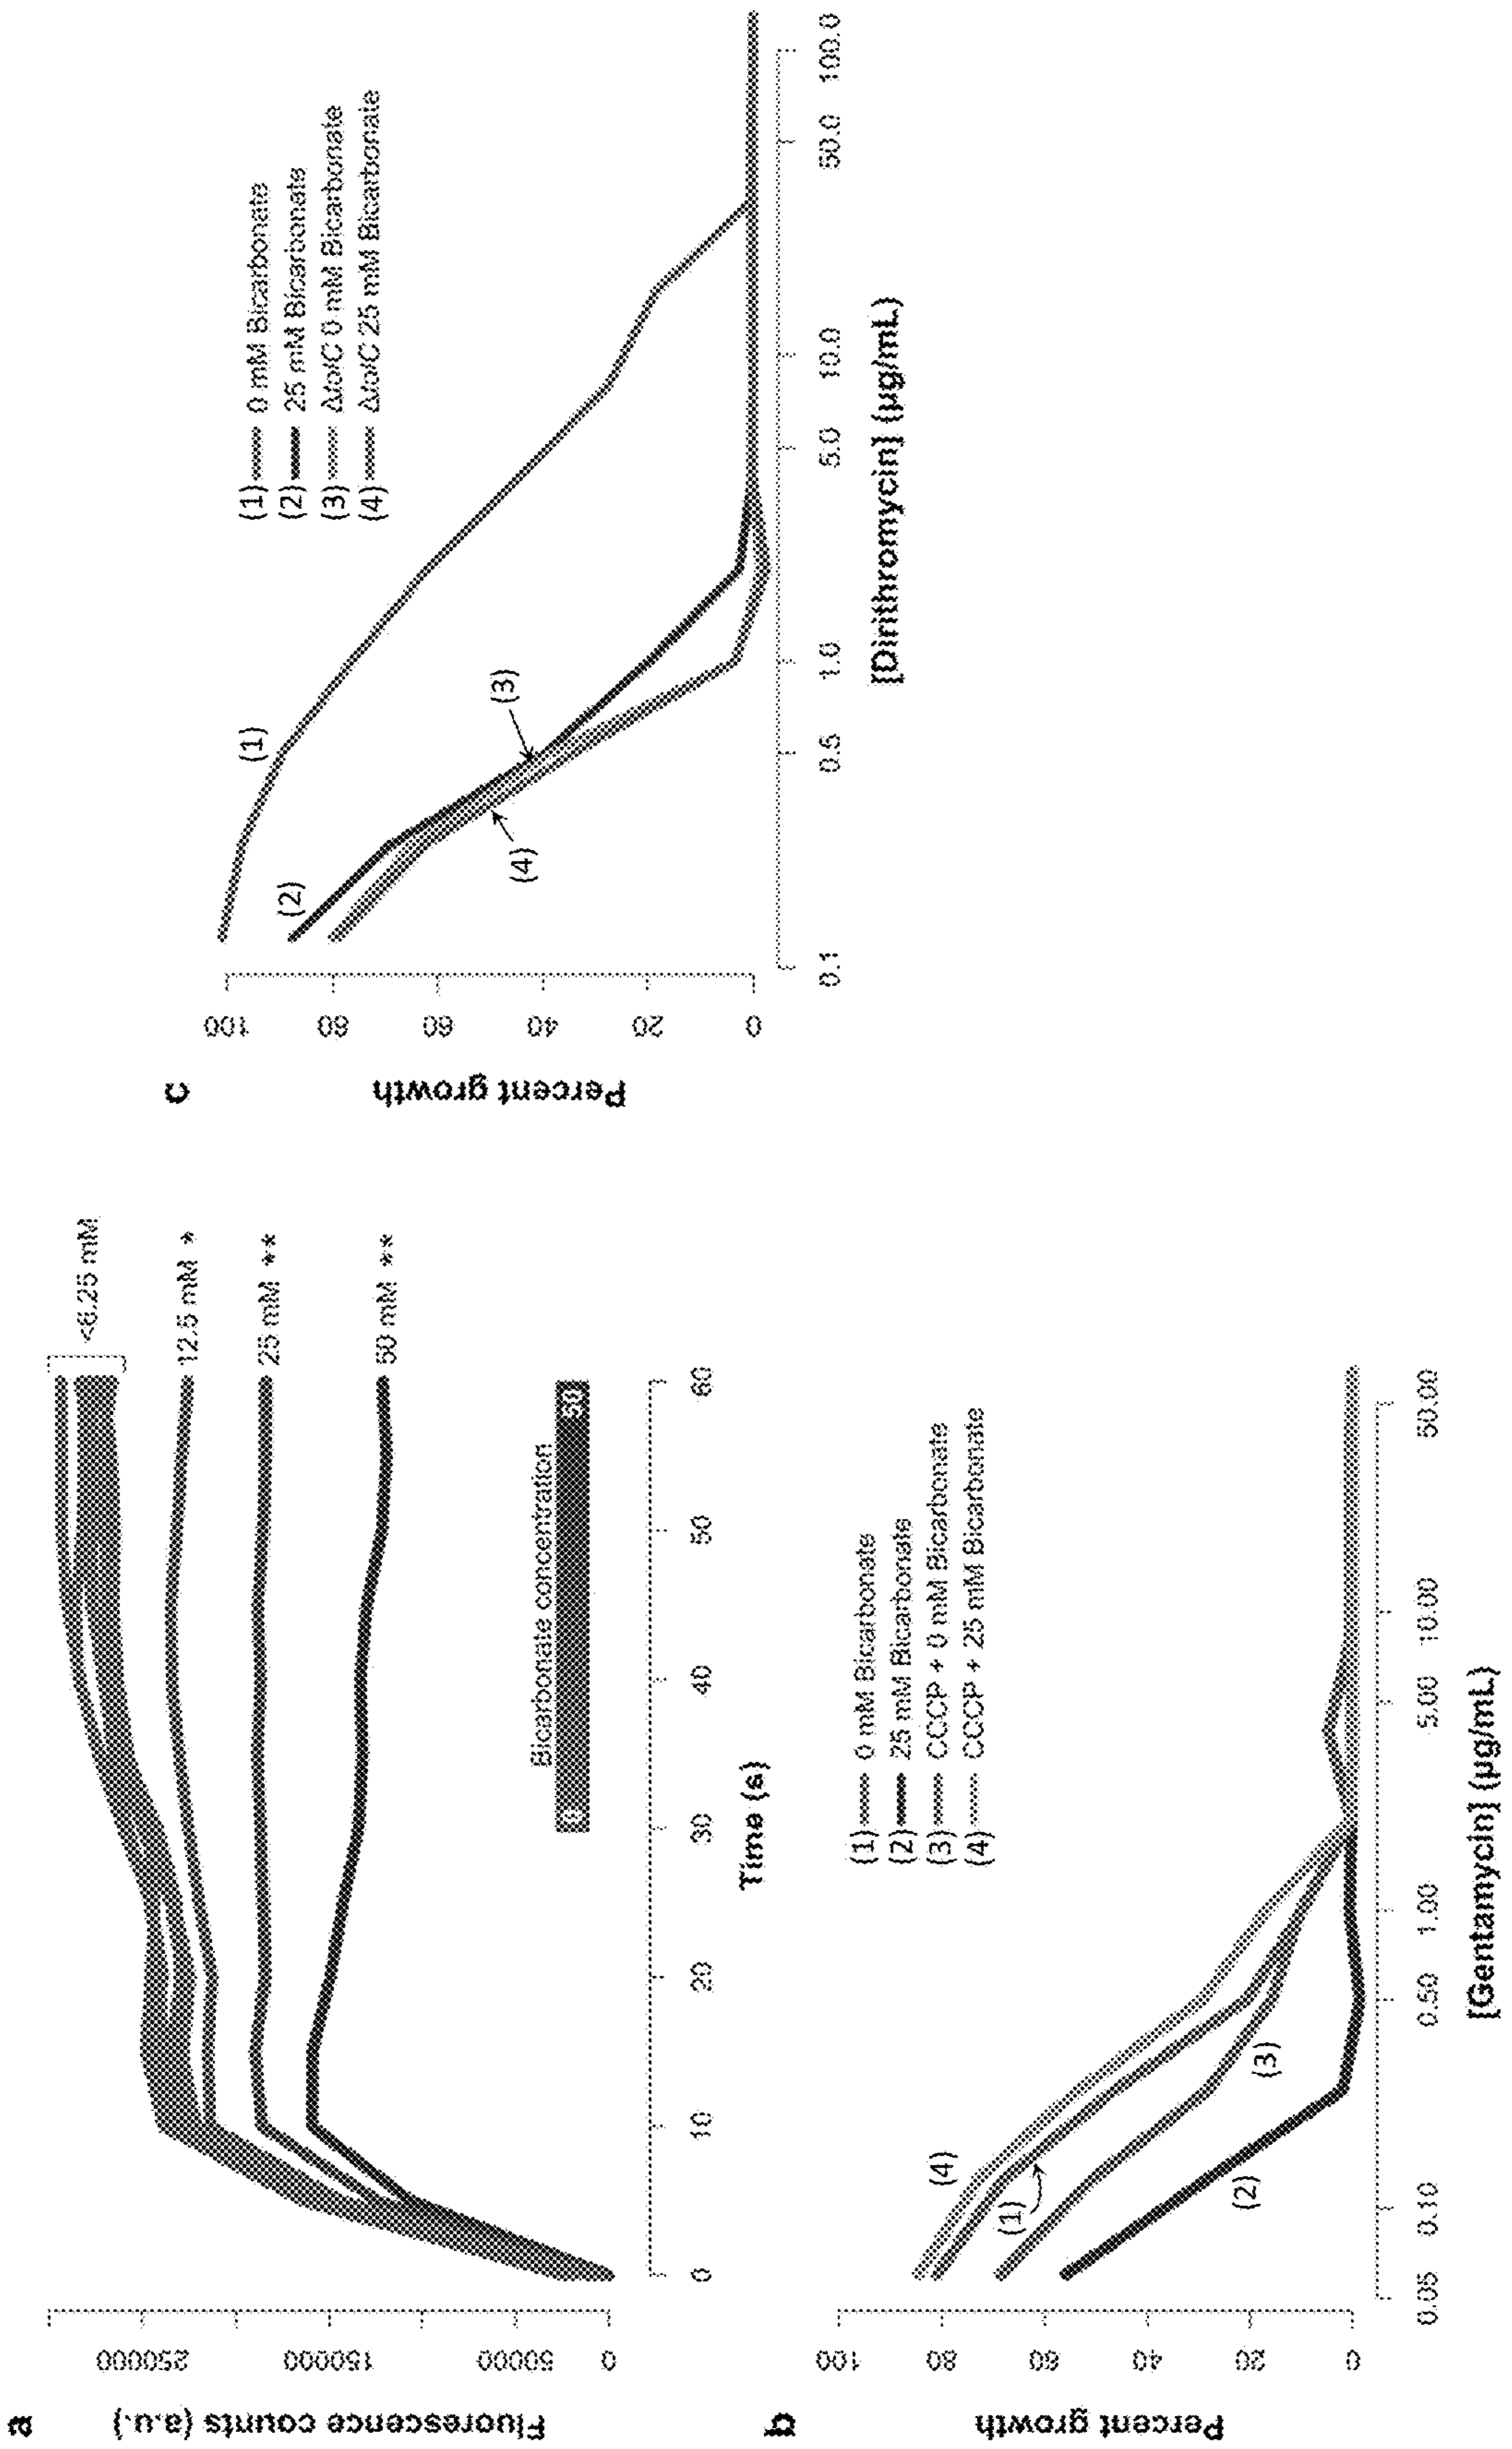 a
Fluorescence counts (a.u.)
250000
150000
50000
0
<6.25 mM
12.5 mM *
25 mM **
50 mM **
Bicarbonate concentration
0
50
0
10
20
30
40
50
60
Time (s)
b
Percent growth
100
80
60
40
20
0
(1) 0 mM Bicarbonate
(2) 25 mM Bicarbonate
(3) CCCP + 0 mM Bicarbonate
(4) CCCP + 25 mM Bicarbonate
(4)
(1)
(3)
(2)
0.05
0.10
0.50
1.00
5.00
10.00
50.00
[Gentamycin] (µg/mL)
c
Percent growth
100
80
60
40
20
0
(1) 0 mM Bicarbonate
(2) 25 mM Bicarbonate
(3) ΔtolC 0 mM Bicarbonate
(4) ΔtolC 25 mM Bicarbonate
(1)
(2)
(3)
(4)
0.1
0.5
1.0
5.0
10.0
50.0
100.0
[Dirithromycin] (µg/mL)